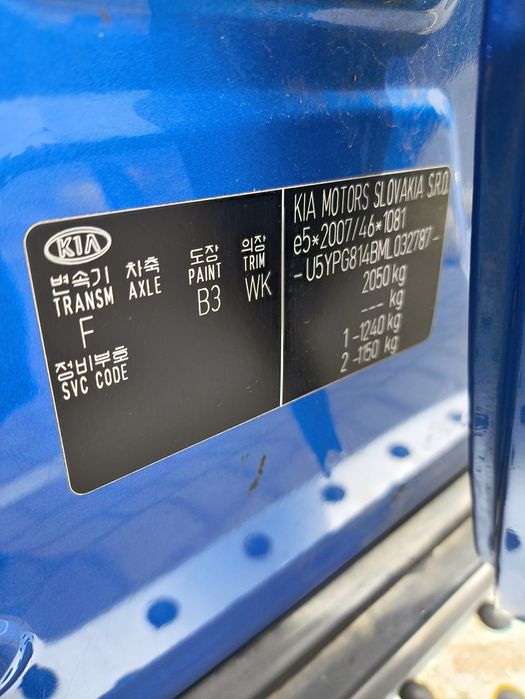 KIA
변속기 차축 도장 의장
TRANSM AXLE PAINT TRIM
F B3 WK
정비부호
SVC CODE
KIA MOTORS SLOVAKIA S.R.O.
e5*2007/46*1081
-U5YPG814BML032787-
2050 kg
--- kg
1-1240 kg
2-1150 kg